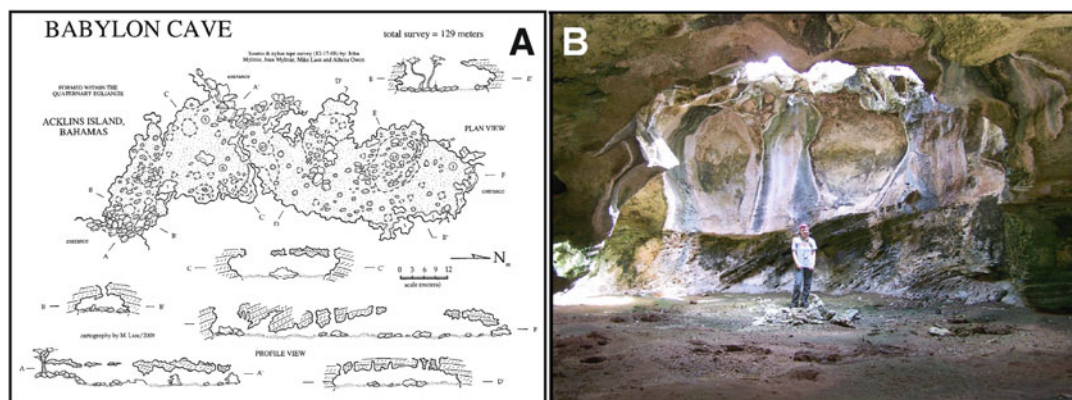 BABYLON CAVE
A
total survey = 129 meters
FORMED WITHIN THE
QUATERNARY EOLIANITE
ACKLINS ISLAND,
BAHAMAS
entrance
C
A'
D'
?
E
E'
F
PLAN VIEW
B
F
entrance
entrance
B'
A
C'
D
E'
C
C'
N
0 3 6 9 12
scale (meters)
B
B'
cartography by M. Lace/2009
F
PROFILE VIEW
A
A'
D'
B